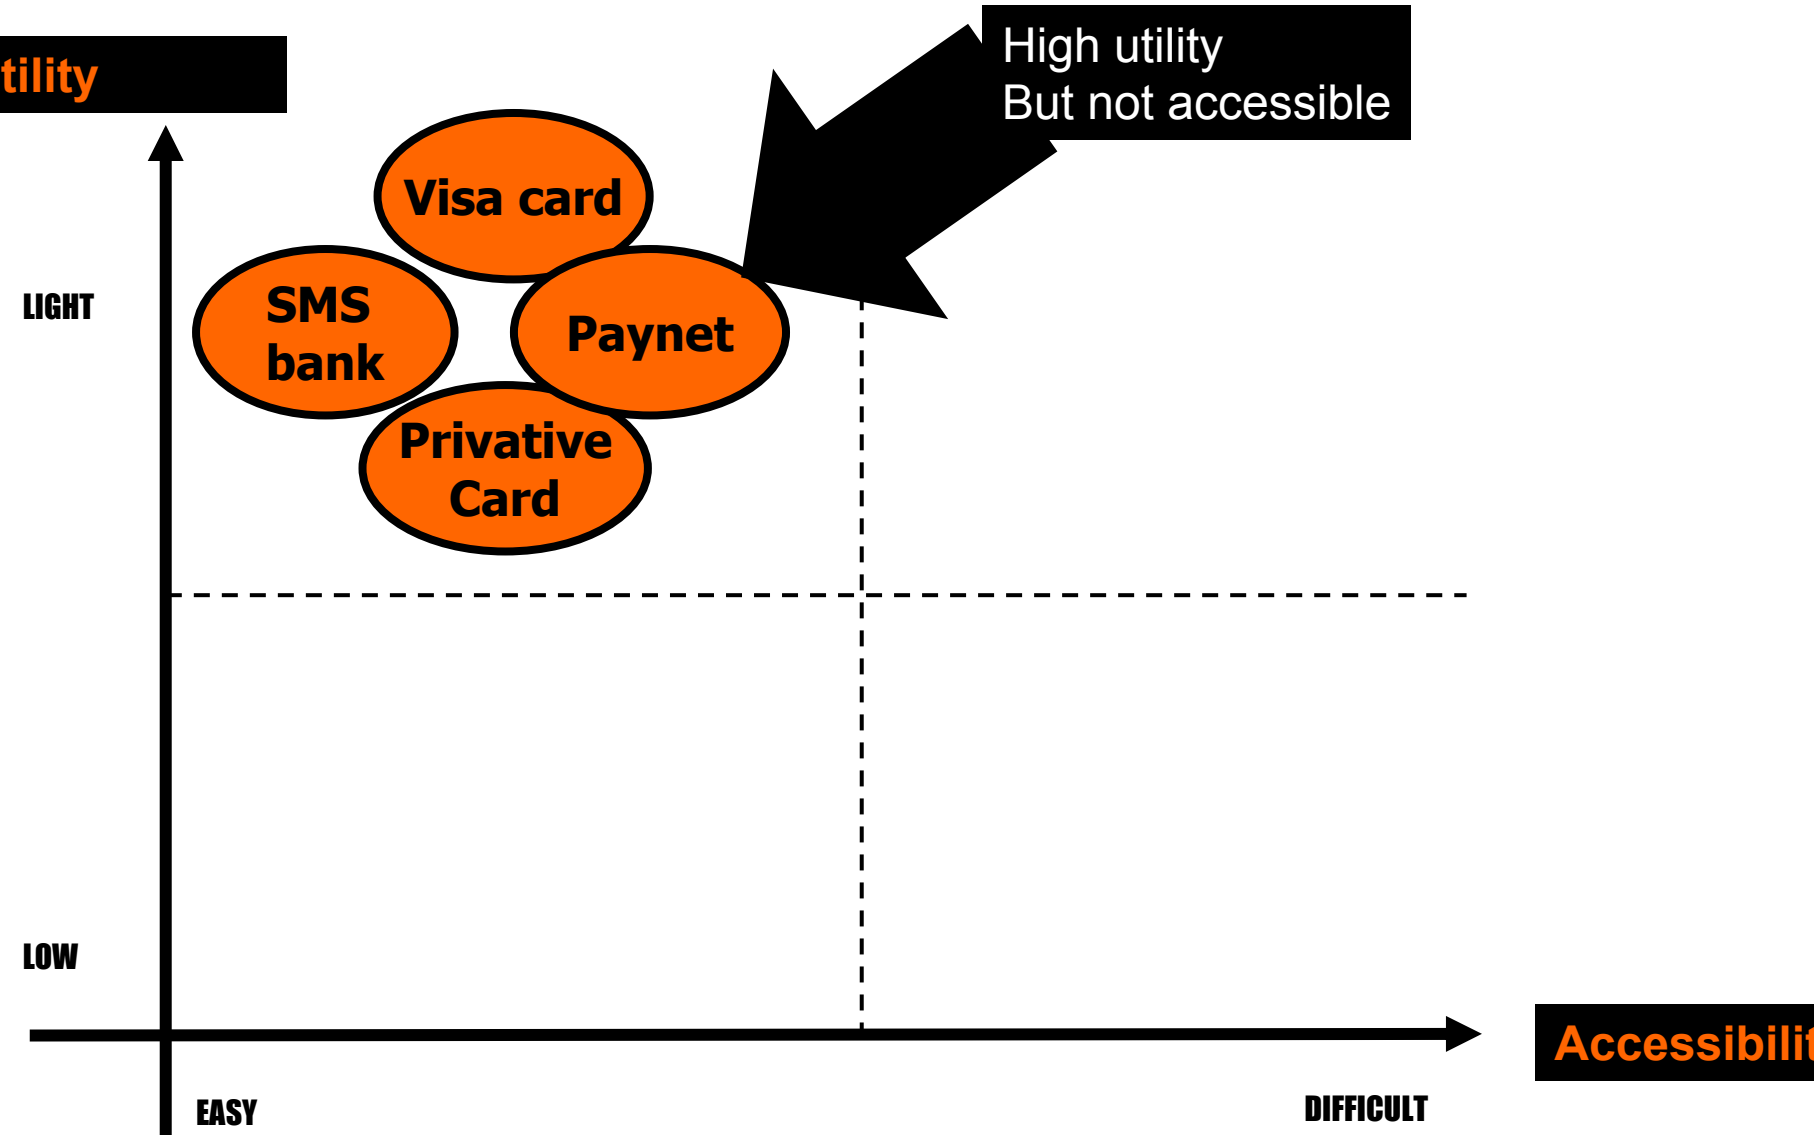 High utility
But not accessible
tility
Visa card
SMS
bank
Paynet
LIGHT
Privative
Card
LOW
Accessibilit
EASY
DIFFICULT